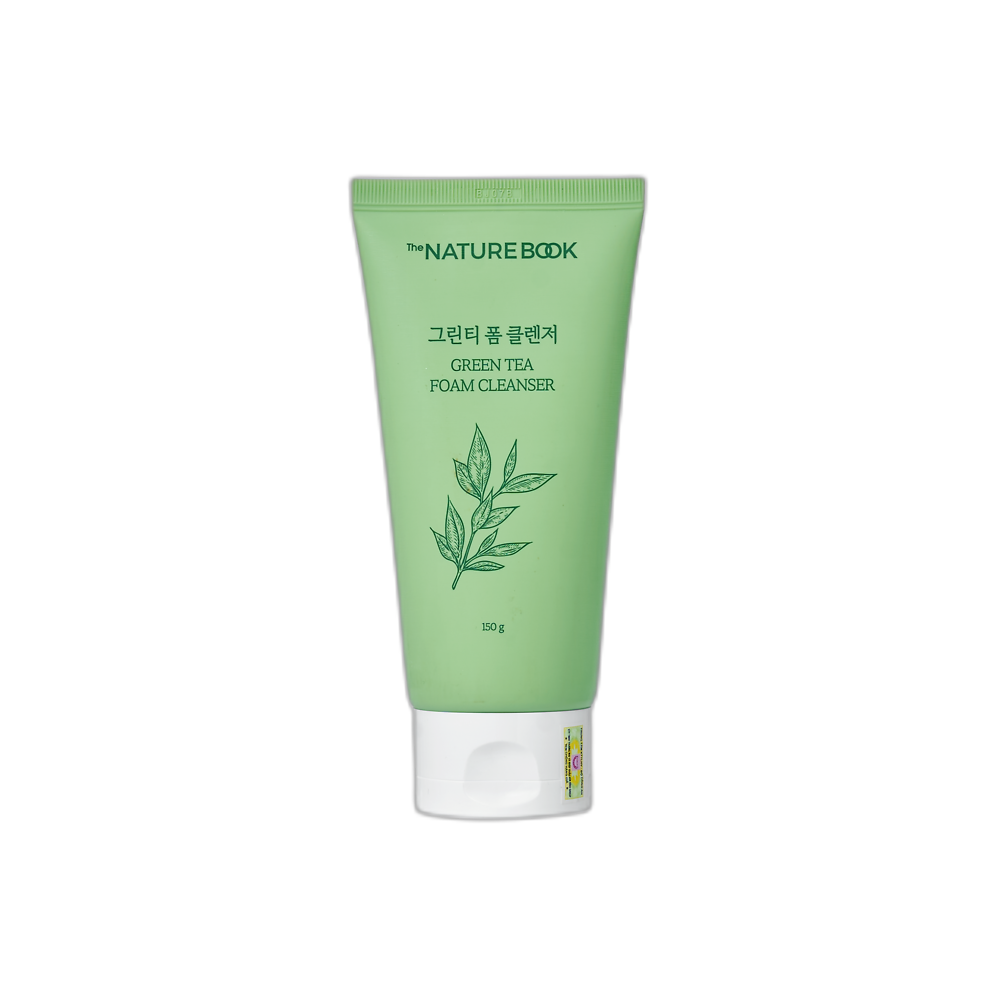 The NATURE BOOK
그린티 폼 클렌저
GREEN TEA
FOAM CLEANSER
150 g